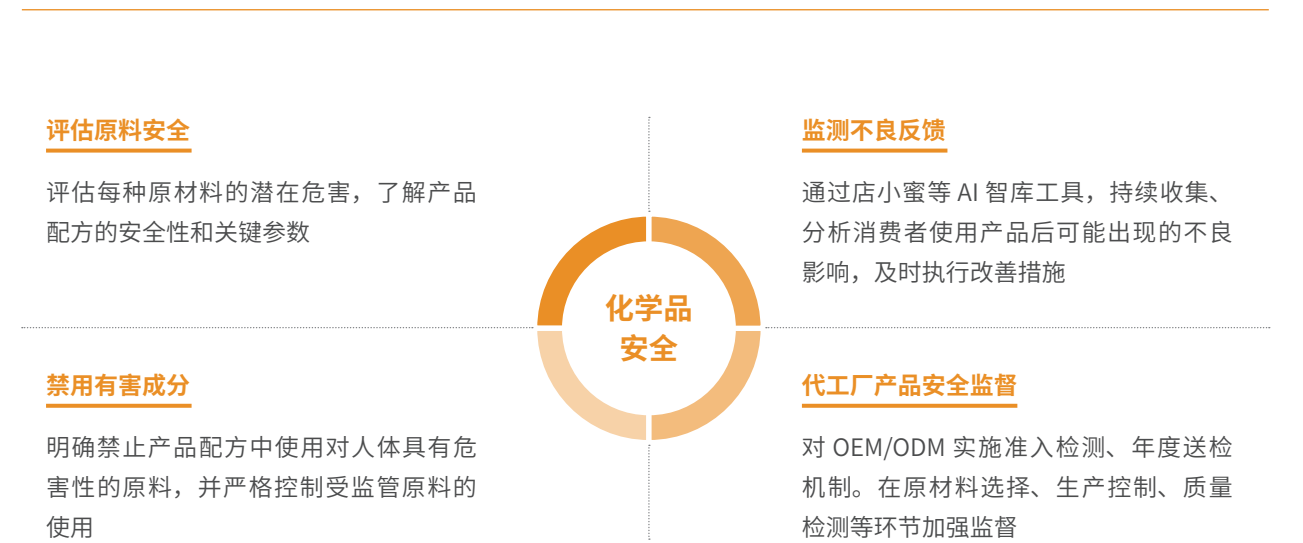 评估原料安全
评估每种原材料的潜在危害，了解产品
配方的安全性和关键参数
监测不良反馈
通过店小蜜等 AI 智库工具，持续收集、
分析消费者使用产品后可能出现的不良
影响，及时执行改善措施
化学品
安全
禁用有害成分
明确禁止产品配方中使用对人体具有危
害性的原料，并严格控制受监管原料的
使用
代工厂产品安全监督
对 OEM/ODM 实施准入检测、年度送检
机制。在原材料选择、生产控制、质量
检测等环节加强监督